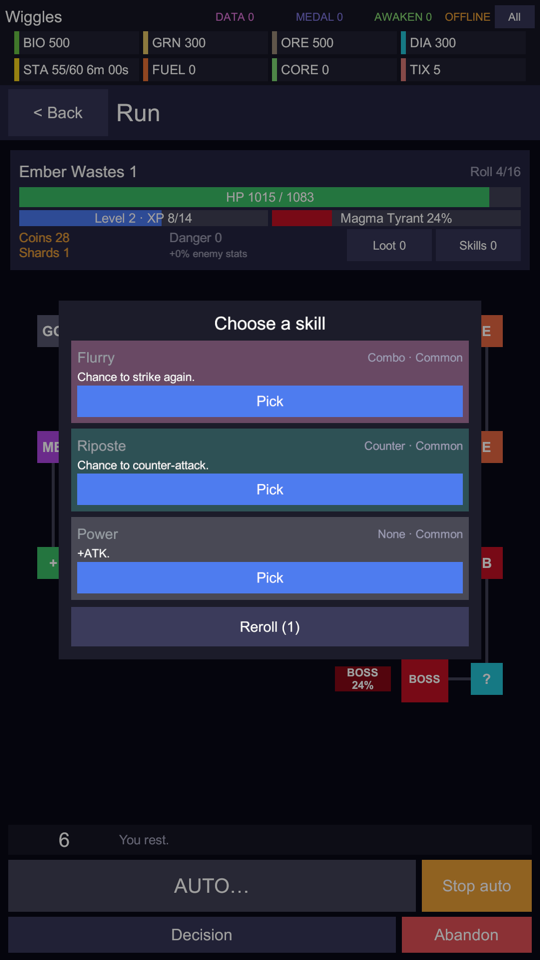 Wiggles
DATA 0
MEDAL 0
AWAKEN 0
OFFLINE
All
BIO 500
GRN 300
ORE 500
DIA 300
STA 55/60 6m 00s
FUEL 0
CORE 0
TIX 5
< Back
Run
Ember Wastes 1
Roll 4/16
HP 1015 / 1083
Level 2 · XP 8/14
Magma Tyrant 24%
Coins 28
Shards 1
Danger 0
+0% enemy stats
Loot 0
Skills 0
Choose a skill
Flurry
Combo · Common
Chance to strike again.
Pick
Riposte
Counter · Common
Chance to counter-attack.
Pick
Power
None · Common
+ATK.
Pick
Reroll (1)
E
E
+
B
BOSS
24%
BOSS
?
6
You rest.
AUTO...
Stop auto
Decision
Abandon